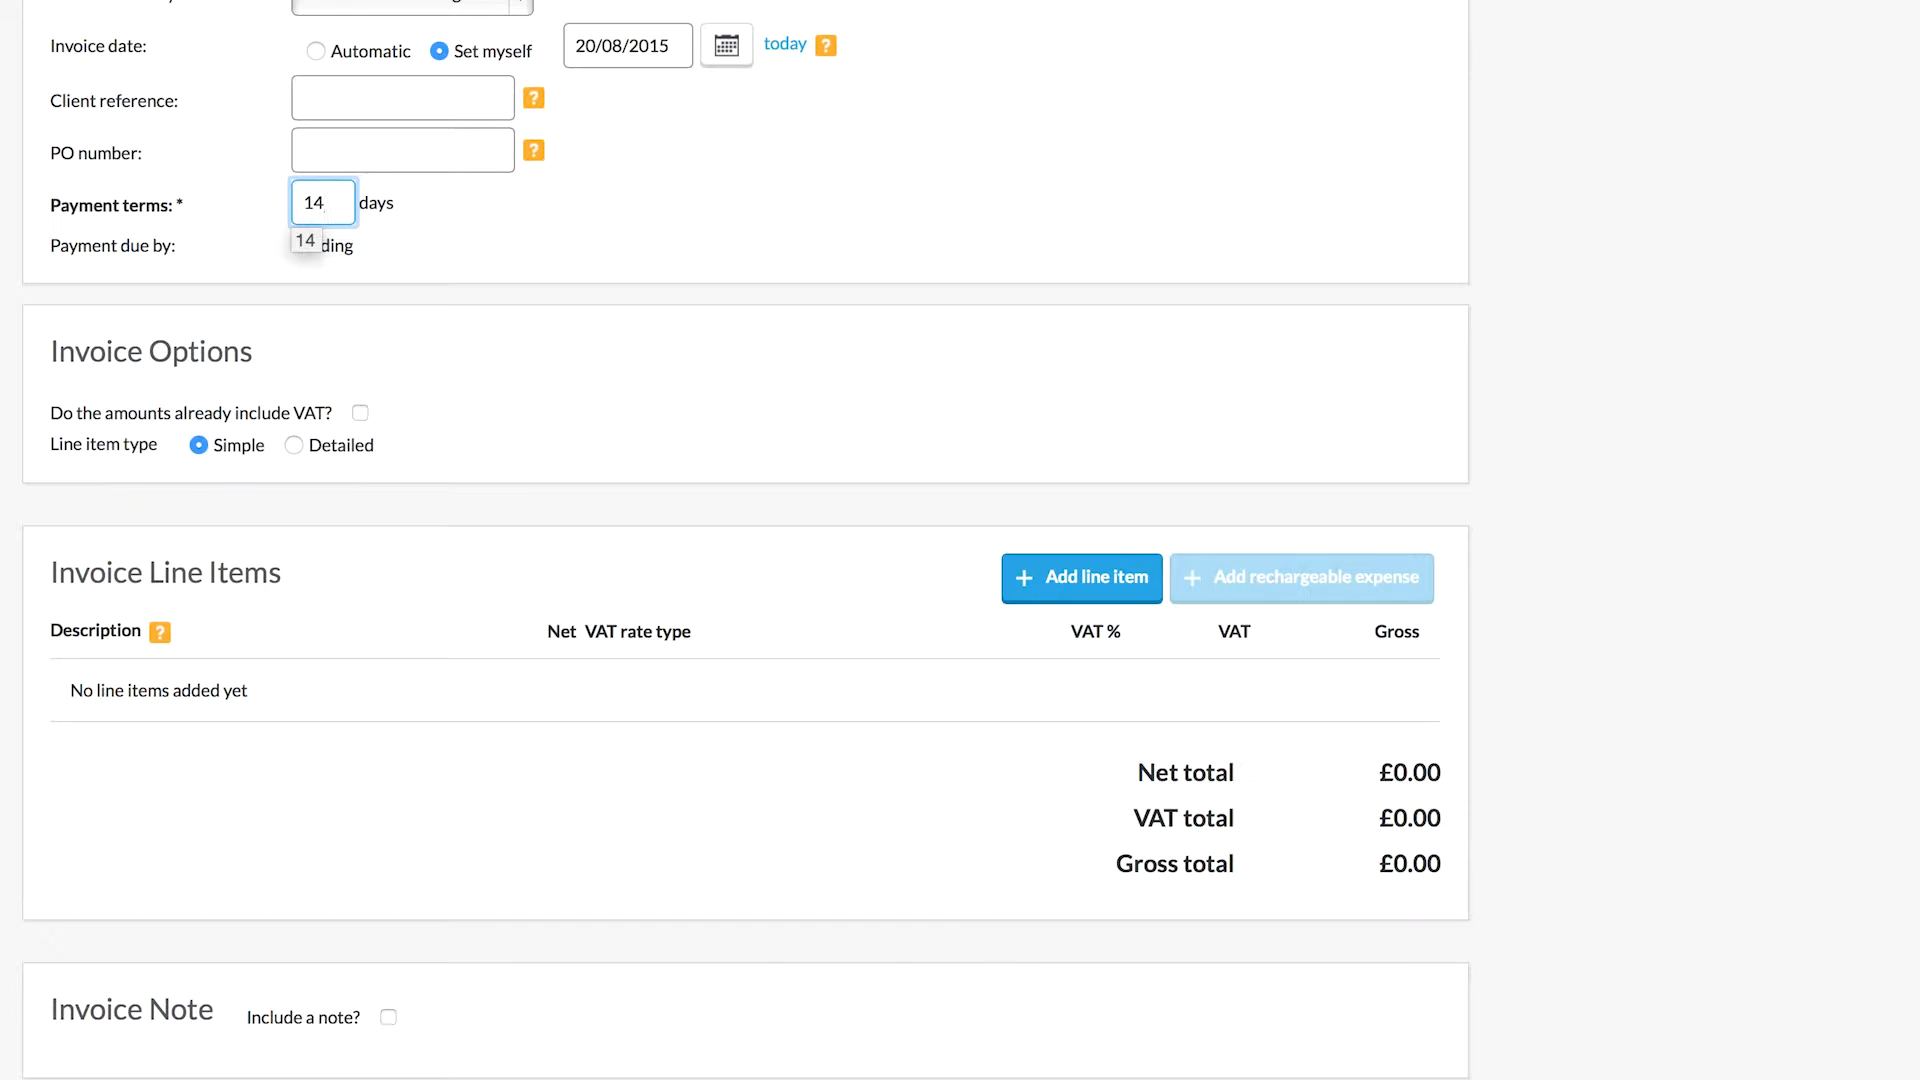 Invoice date:
Automatic
Set myself
20/08/2015
today
?
Client reference:
?
PO number:
?
Payment terms: *
14
days
Payment due by:
14
ding
Invoice Options
Do the amounts already include VAT?
Line item type
Simple
Detailed
Invoice Line Items
+ Add line item
+ Add rechargeable expense
Description ? Net VAT rate type VAT % VAT Gross
No line items added yet
Net total £0.00
VAT total £0.00
Gross total £0.00
Invoice Note
Include a note?